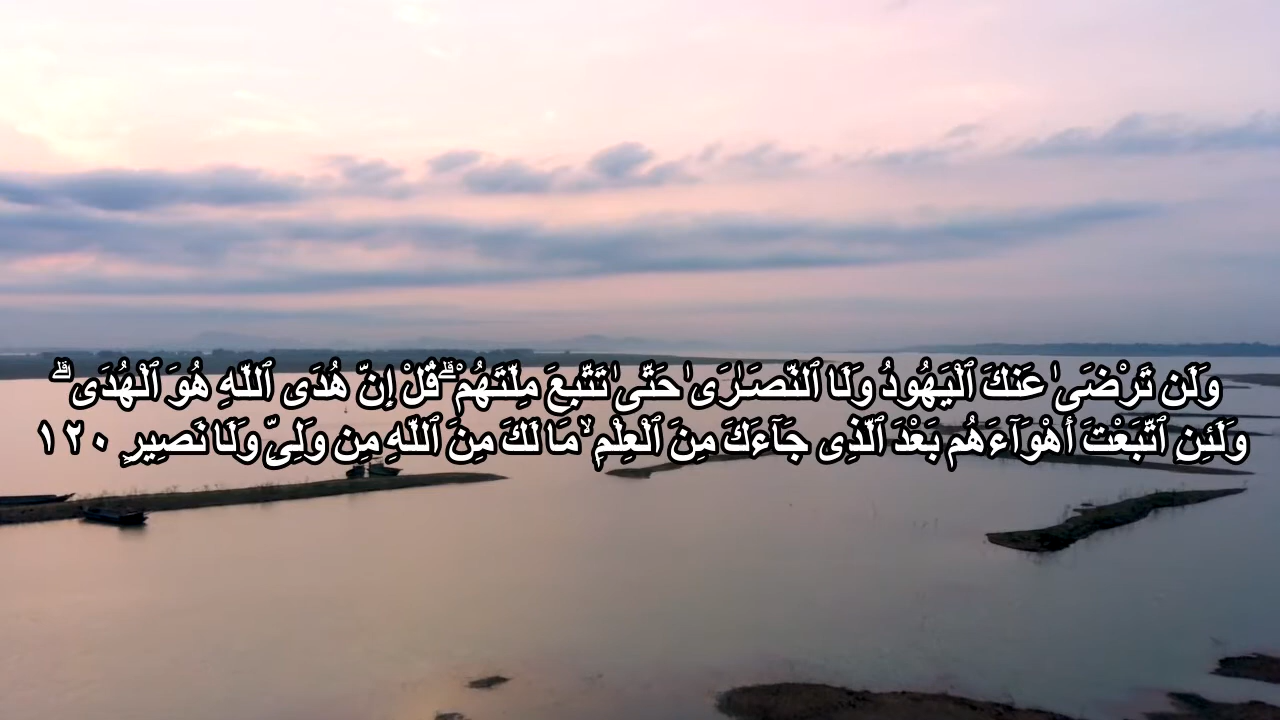 وَلَن تَرْضَىٰ عَنكَ ٱلْيَهُودُ وَلَا ٱلنَّصَـٰرَىٰ حَتَّىٰ تَتَّبِعَ مِلَّتَهُمْ ۗ قُلْ إِنَّ هُدَى ٱللَّهِ هُوَ ٱلْهُدَىٰ ۗ
وَلَئِنِ ٱتَّبَعْتَ أَهْوَآءَهُم بَعْدَ ٱلَّذِى جَآءَكَ مِنَ ٱلْعِلْمِ ۙ مَا لَكَ مِنَ ٱللَّهِ مِن وَلِىٍّ وَلَا نَصِيرٍ ١٢٠